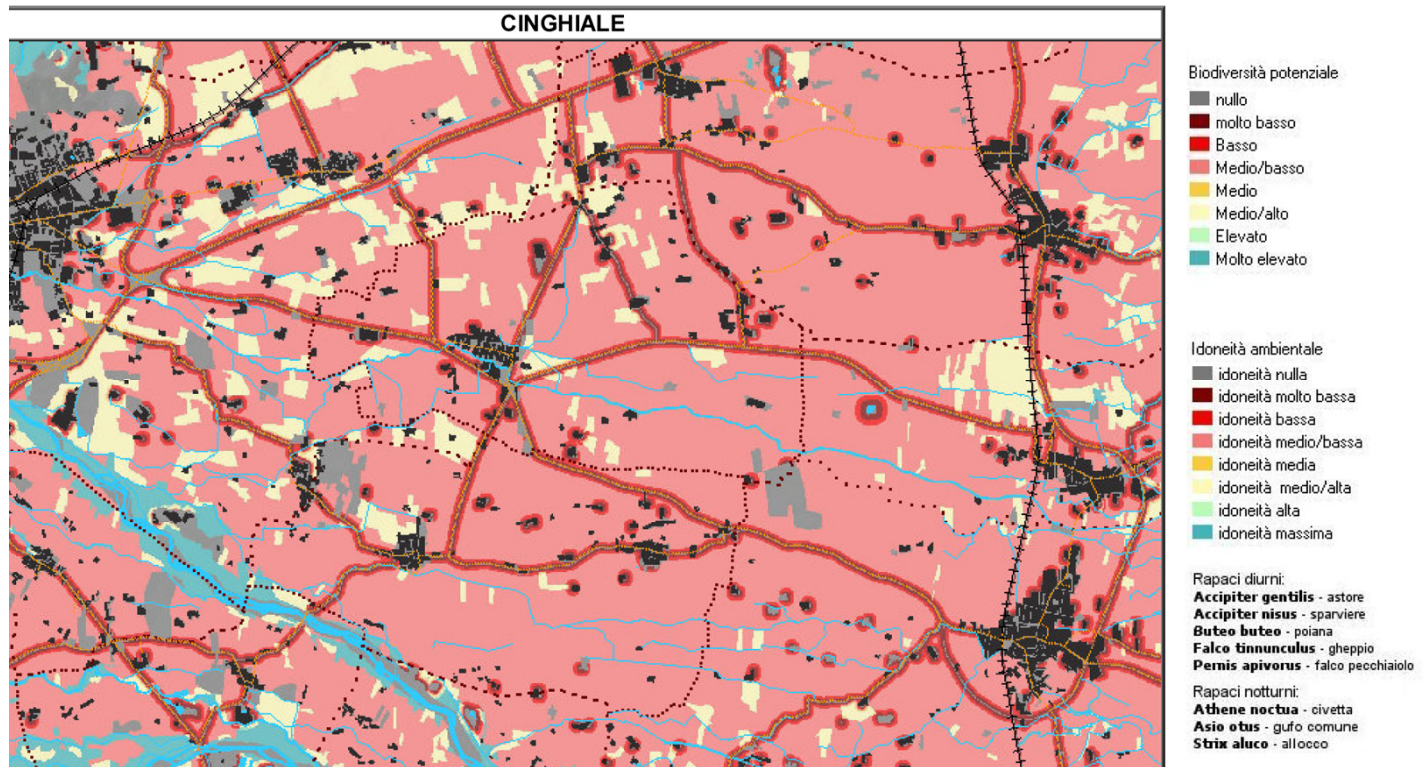 CINGHIALE
Biodiversità potenziale
nullo
molto basso
Basso
Medio/basso
Medio
Medio/alto
Elevato
Molto elevato
Idoneità ambientale
idoneità nulla
idoneità molto bassa
idoneità bassa
idoneità medio/bassa
idoneità media
idoneità medio/alta
idoneità alta
idoneità massima
Rapaci diurni:
Accipiter gentilis - astore
Accipiter nisus - sparviere
Buteo buteo - poiana
Falco tinnunculus - gheppio
Pernis apivorus - falco pecchiaiolo
Rapaci notturni:
Athene noctua - civetta
Asio otus - gufo comune
Strix aluco - allocco